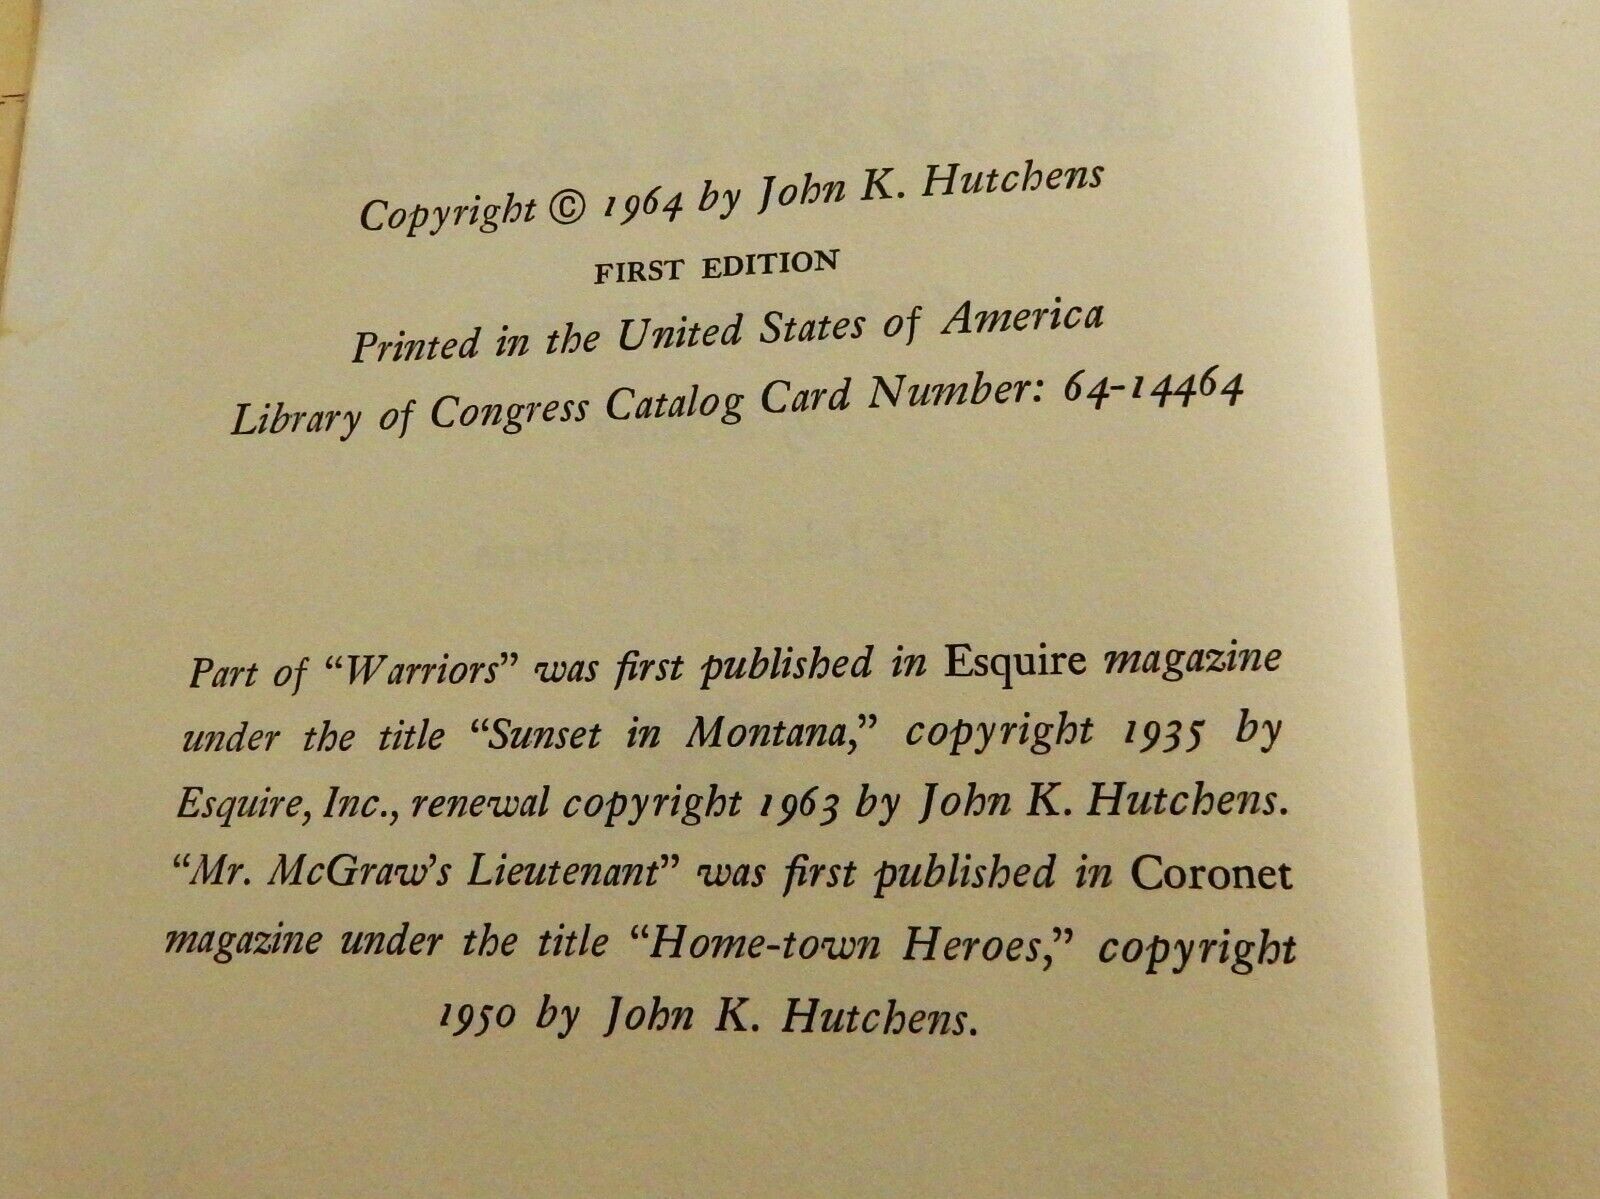 Copyright © 1964 by John K. Hutchens
FIRST EDITION
Printed in the United States of America
Library of Congress Catalog Card Number: 64-14464
Part of “Warriors” was first published in Esquire magazine
under the title “Sunset in Montana,” copyright 1935 by
Esquire, Inc., renewal copyright 1963 by John K. Hutchens.
“Mr. McGraw’s Lieutenant” was first published in Coronet
magazine under the title “Home-town Heroes,” copyright
1950 by John K. Hutchens.